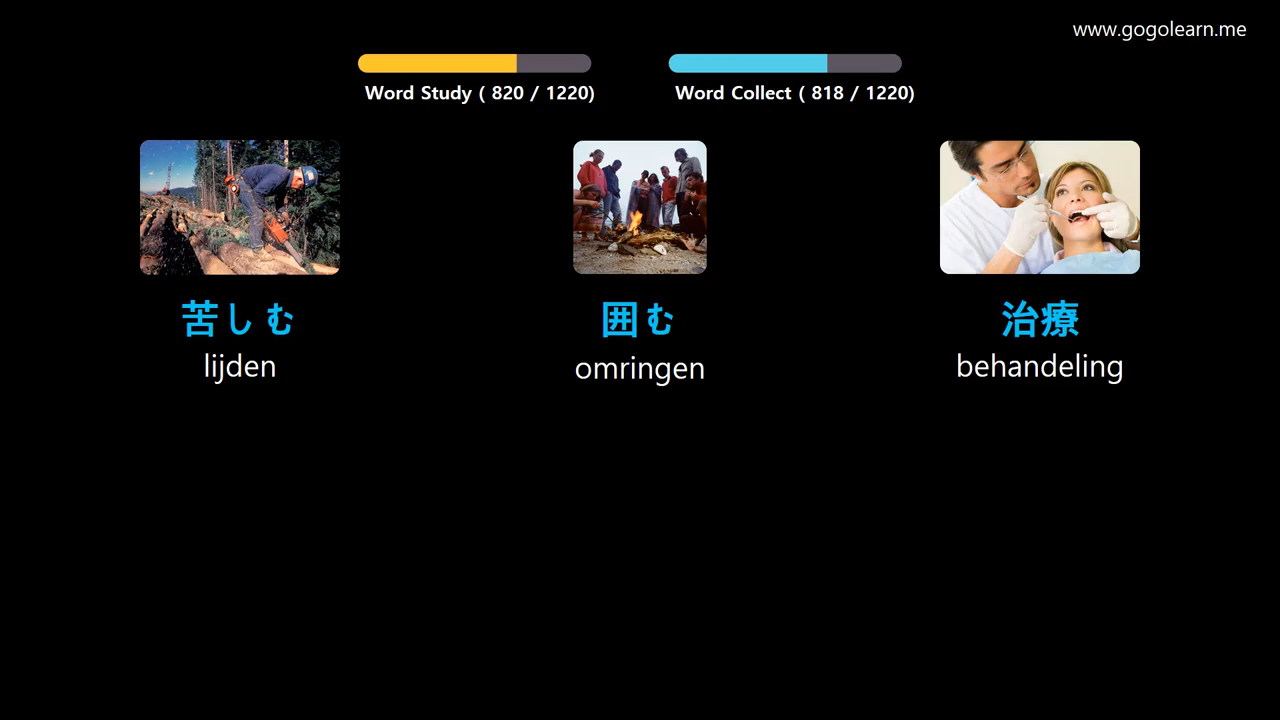 www.gogolearn.me
Word Study ( 820 / 1220)
Word Collect ( 818 / 1220)
苦しむ
lijden
囲む
omringen
治療
behandeling